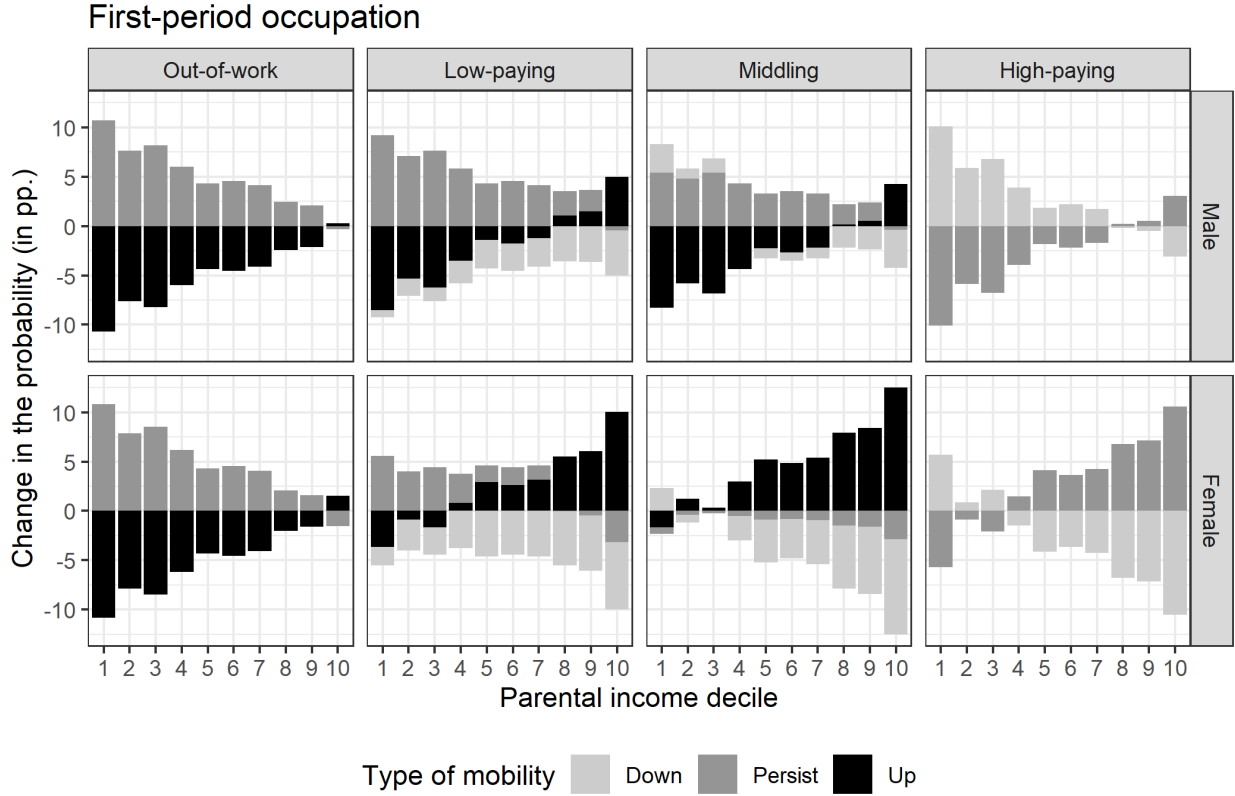 First-period occupation
Out-of-work Low-paying Middling High-paying
Change in the probability (in pp.)
10
5
0
-5
-10
Male
10
5
0
-5
-10
Female
1 2 3 4 5 6 7 8 9 10 1 2 3 4 5 6 7 8 9 10 1 2 3 4 5 6 7 8 9 10 1 2 3 4 5 6 7 8 9 10
Parental income decile
Type of mobility Down Persist Up